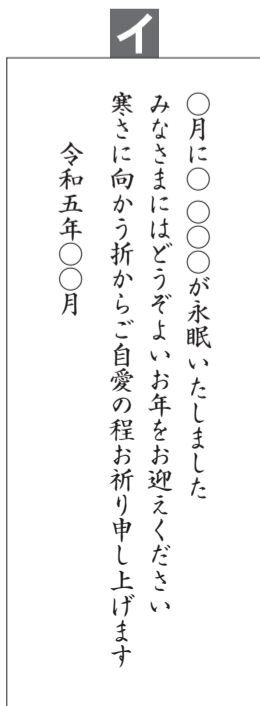 イ
◯月に◯ ◯◯◯が永眠いたしました
みなさまにはどうぞよいお年をお迎えください
寒さに向かう折からご自愛の程お祈り申し上げます
令和五年◯◯月